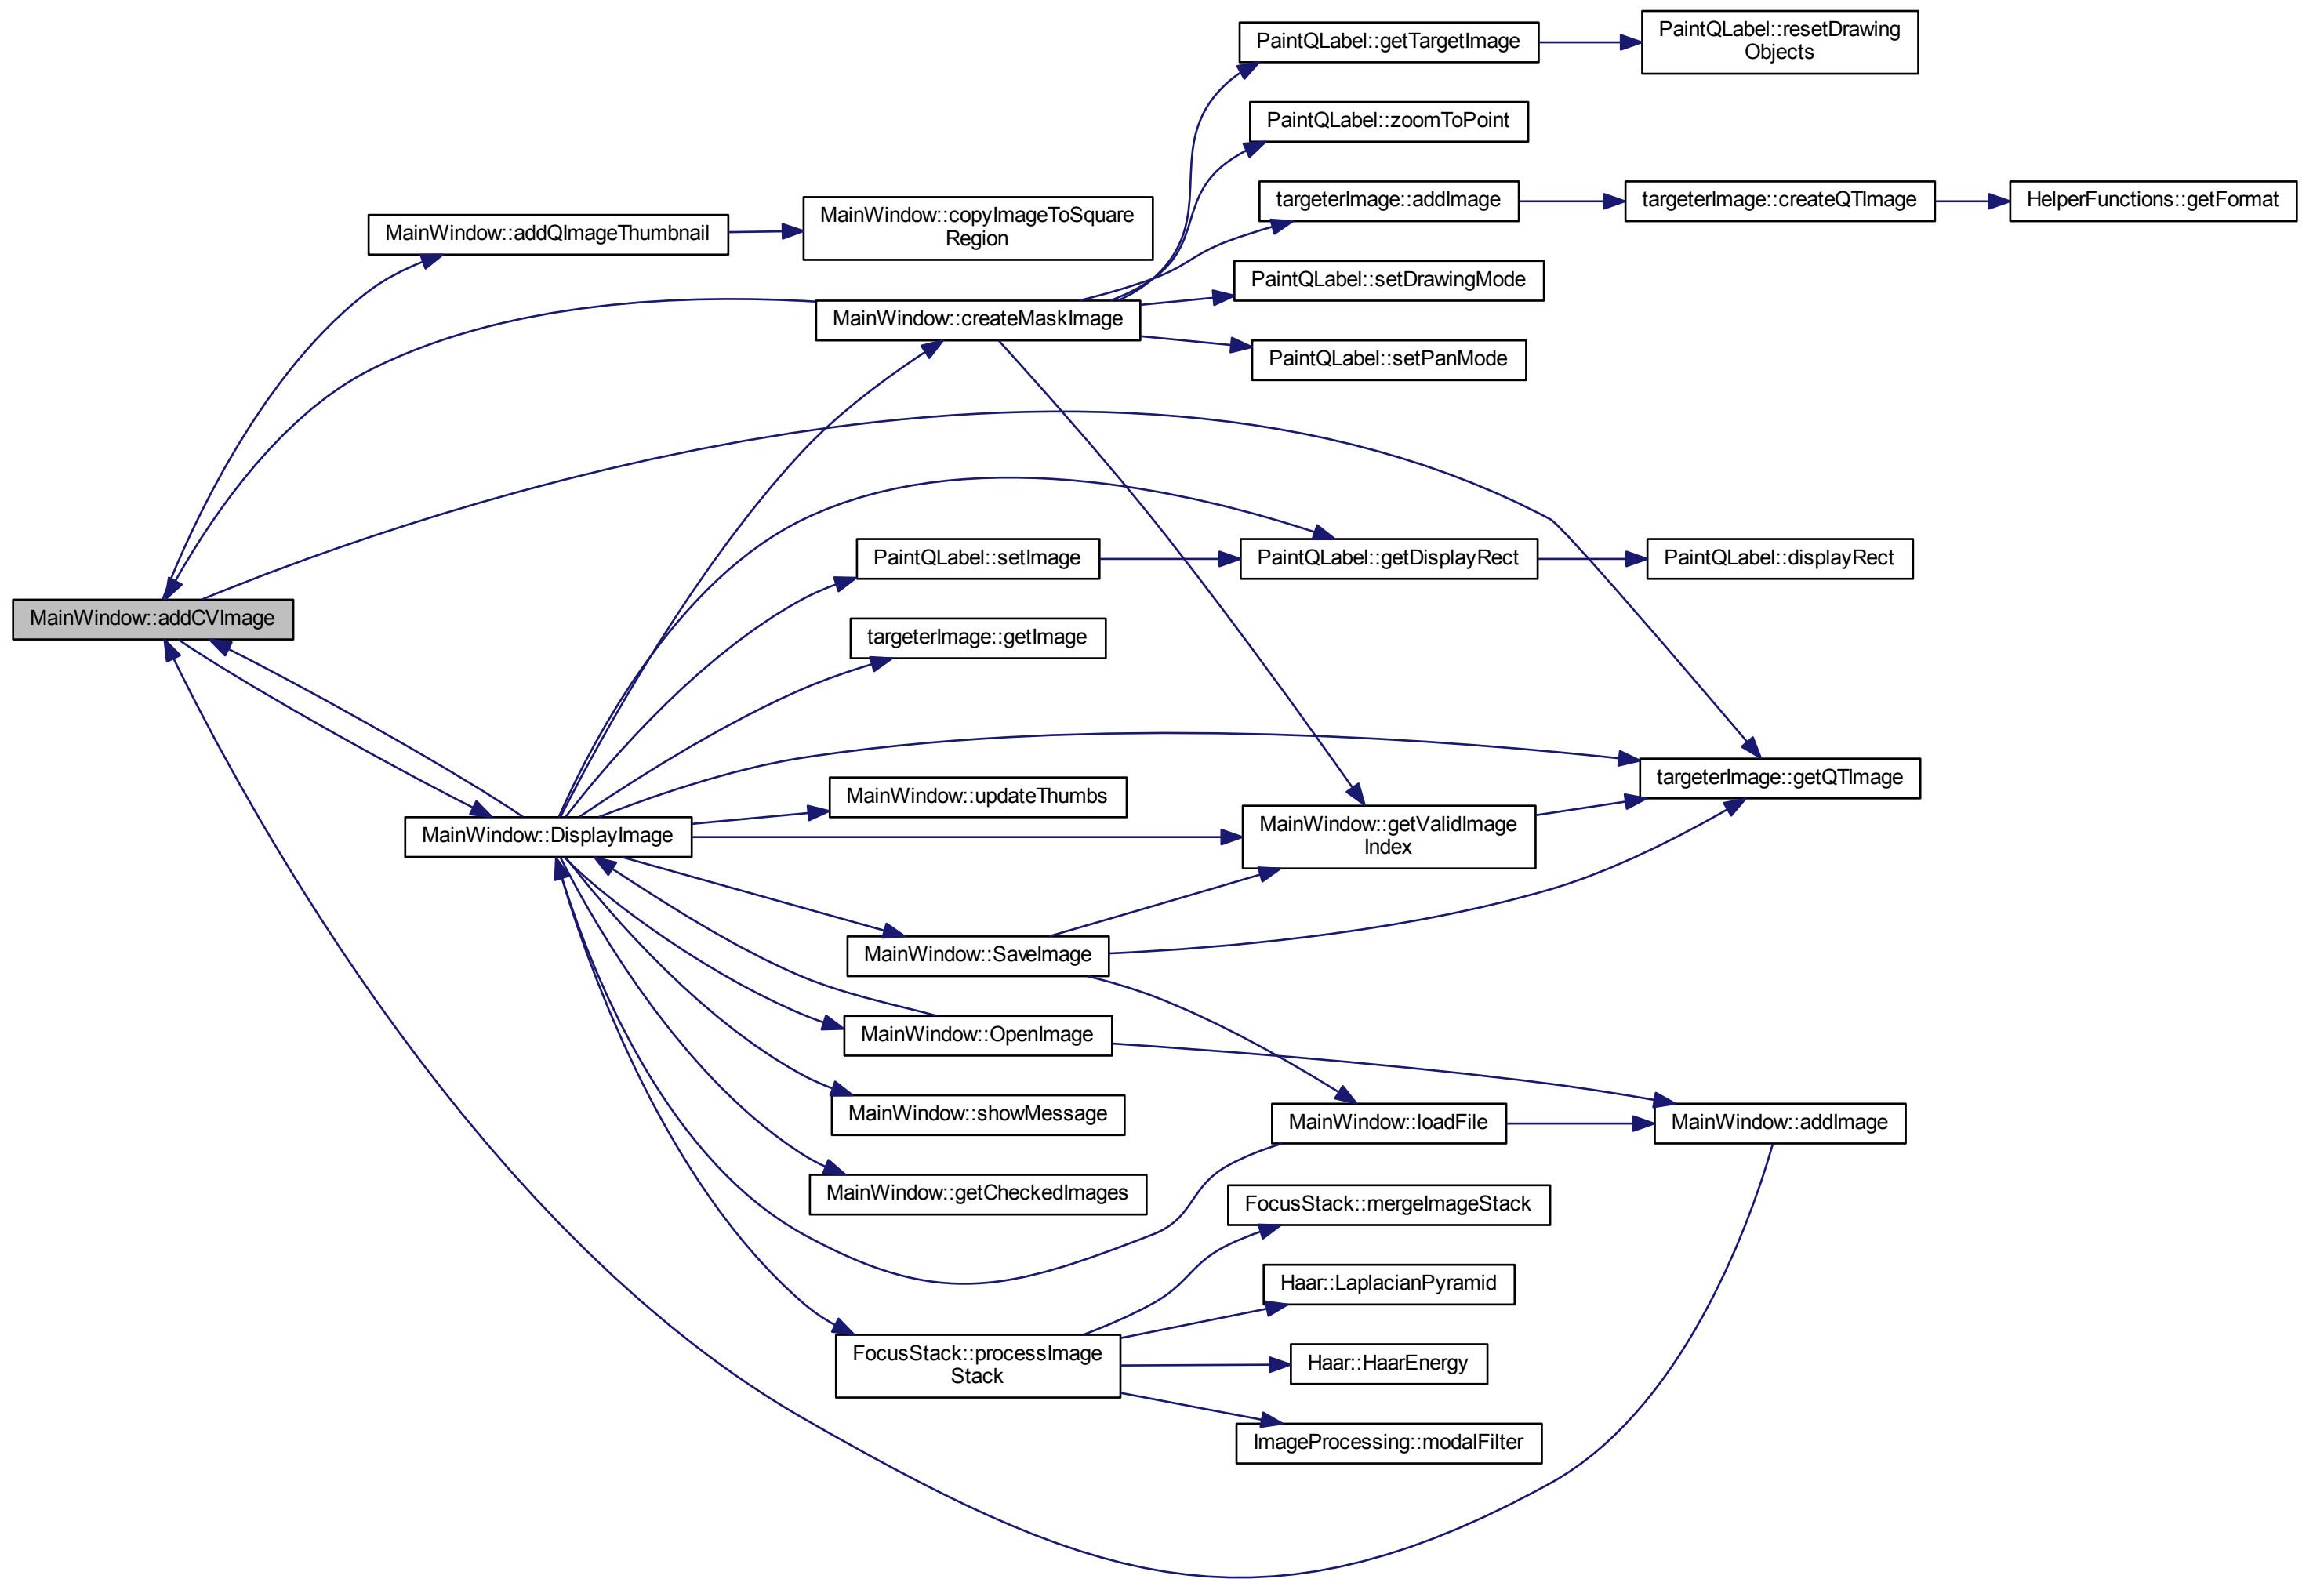 PaintQLabel::getTargetImage
PaintQLabel::resetDrawing
Objects
PaintQLabel::zoomToPoint
MainWindow::addQImageThumbnail
MainWindow::copyImageToSquare
Region
targeterImage::addImage
targeterImage::createQTImage
HelperFunctions::getFormat
PaintQLabel::setDrawingMode
MainWindow::createMaskImage
PaintQLabel::setPanMode
PaintQLabel::setImage
PaintQLabel::getDisplayRect
PaintQLabel::displayRect
MainWindow::addCVImage
targeterImage::getImage
targeterImage::getQTImage
MainWindow::updateThumbs
MainWindow::DisplayImage
MainWindow::getValidImage
Index
MainWindow::SaveImage
MainWindow::OpenImage
MainWindow::showMessage
MainWindow::loadFile
MainWindow::addImage
MainWindow::getCheckedImages
FocusStack::mergeImageStack
Haar::LaplacianPyramid
FocusStack::processImage
Stack
Haar::HaarEnergy
ImageProcessing::modalFilter